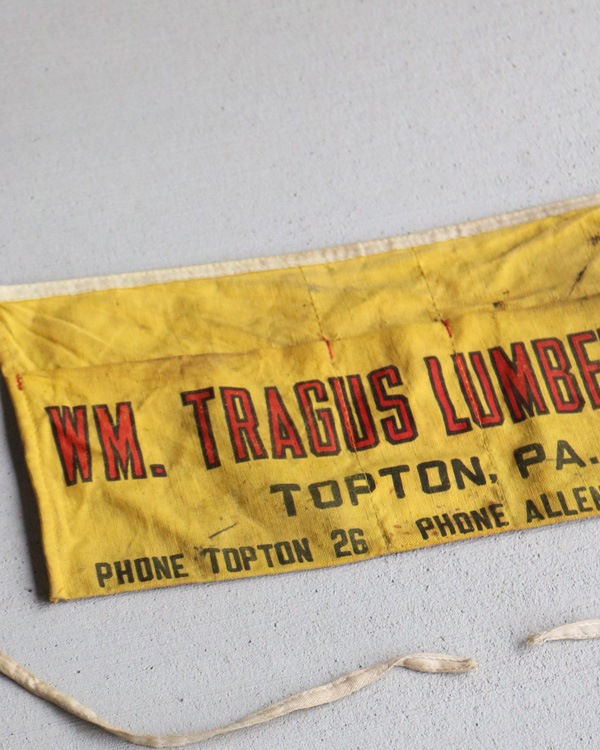 WM. TRAGUS LUMBE
TOPTON, PA.
PHONE TOPTON 26 PHONE ALLEN